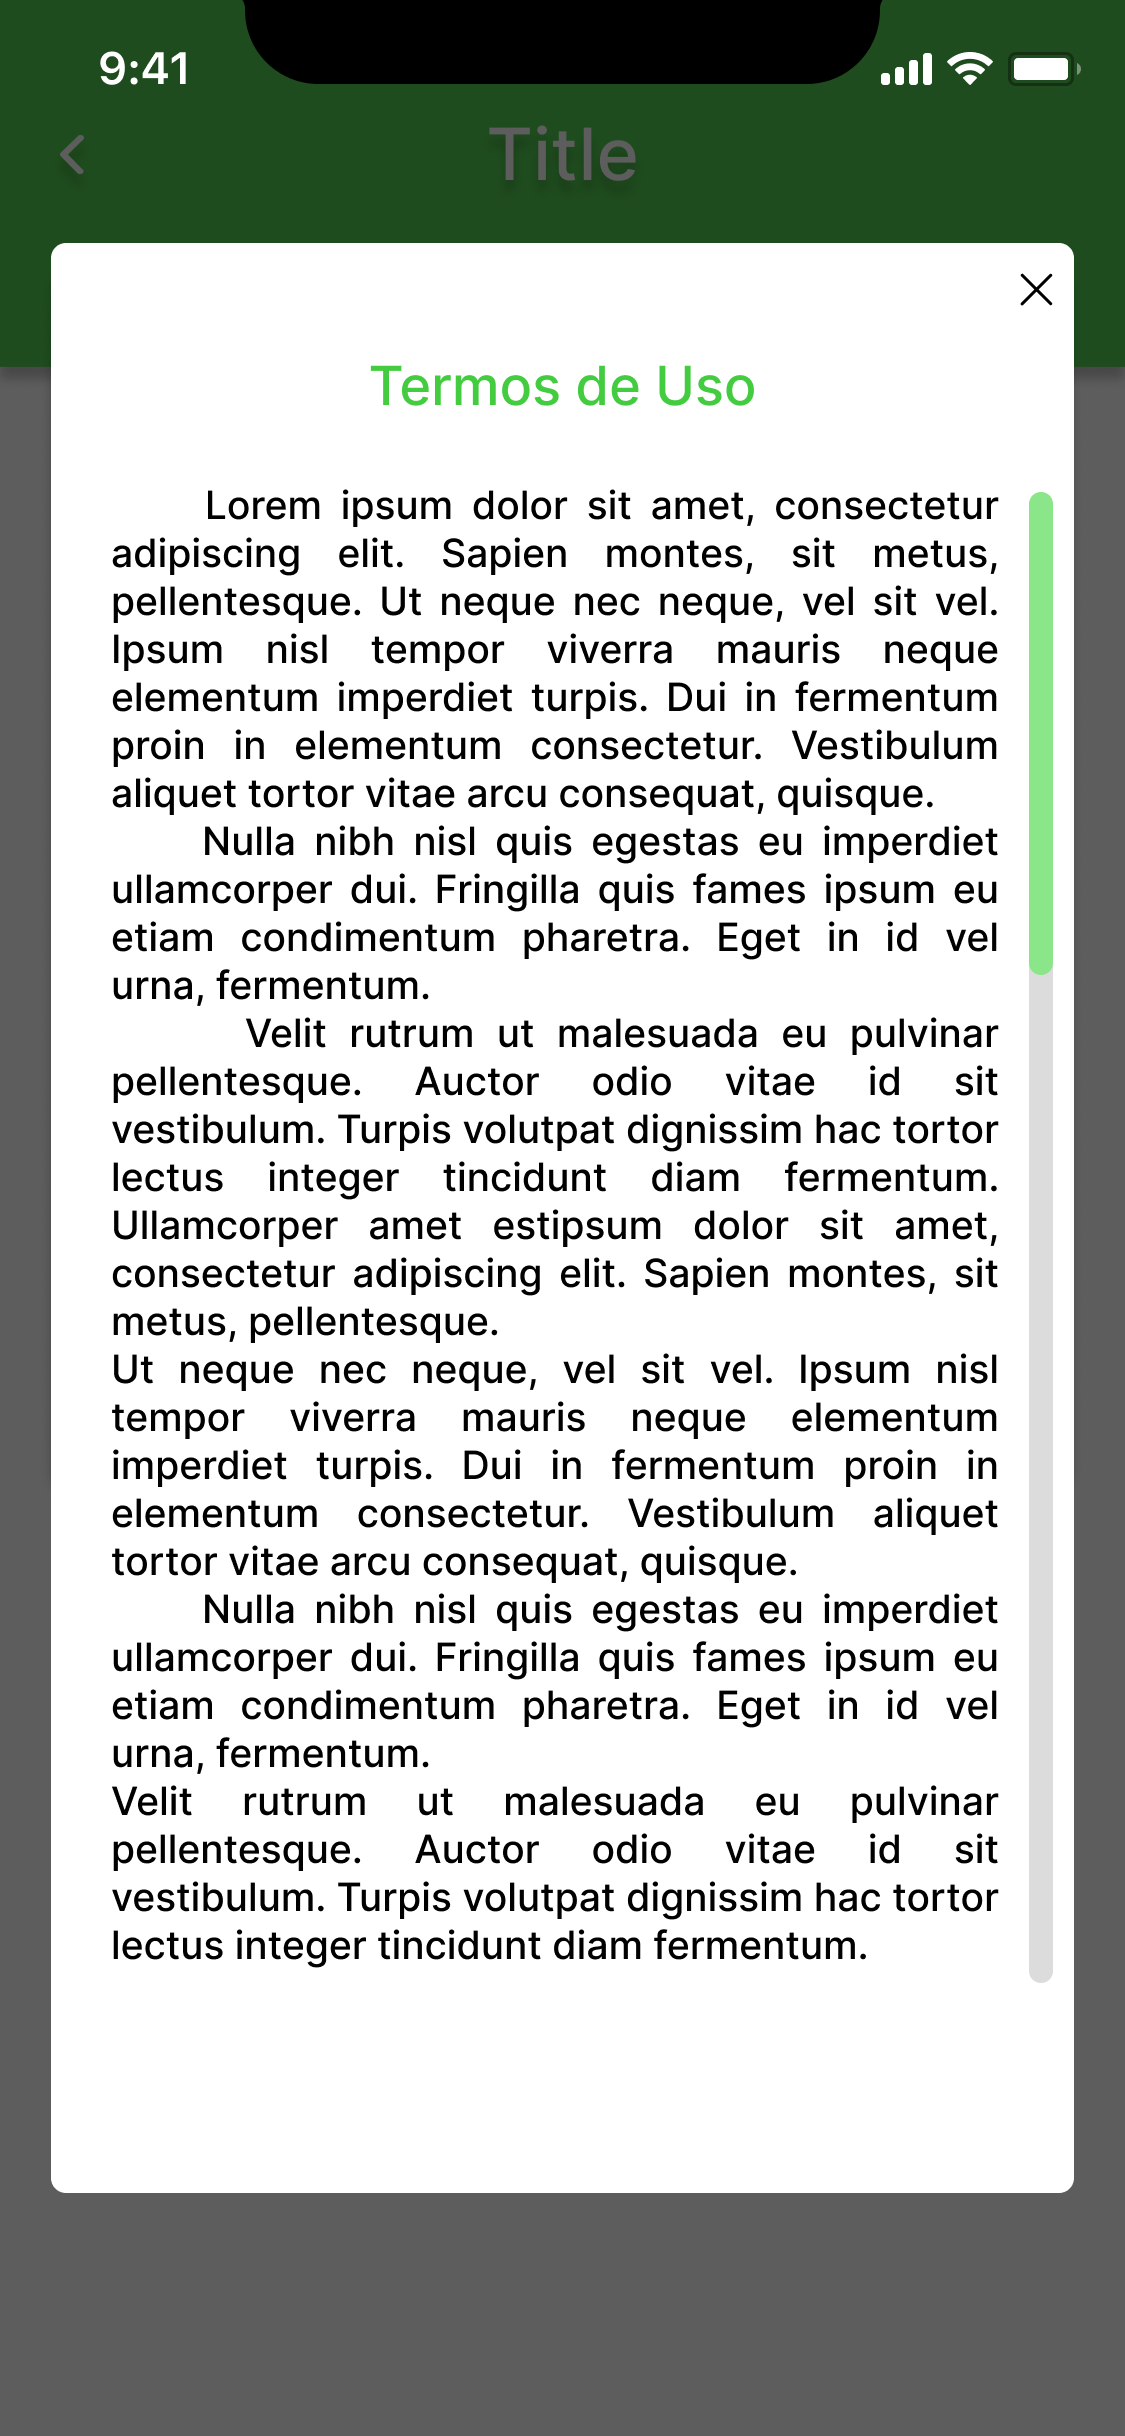 9:41
Title
Termos de Uso
Lorem ipsum dolor sit amet, consectetur
adipiscing elit. Sapien montes, sit metus,
pellentesque. Ut neque nec neque, vel sit vel.
Ipsum nisl tempor viverra mauris neque
elementum imperdiet turpis. Dui in fermentum
proin in elementum consectetur. Vestibulum
aliquet tortor vitae arcu consequat, quisque.
Nulla nibh nisl quis egestas eu imperdiet
ullamcorper dui. Fringilla quis fames ipsum eu
etiam condimentum pharetra. Eget in id vel
urna, fermentum.
Velit rutrum ut malesuada eu pulvinar
pellentesque. Auctor odio vitae id sit
vestibulum. Turpis volutpat dignissim hac tortor
lectus integer tincidunt diam fermentum.
Ullamcorper amet estipsum dolor sit amet,
consectetur adipiscing elit. Sapien montes, sit
metus, pellentesque.
Ut neque nec neque, vel sit vel. Ipsum nisl
tempor viverra mauris neque elementum
imperdiet turpis. Dui in fermentum proin in
elementum consectetur. Vestibulum aliquet
tortor vitae arcu consequat, quisque.
Nulla nibh nisl quis egestas eu imperdiet
ullamcorper dui. Fringilla quis fames ipsum eu
etiam condimentum pharetra. Eget in id vel
urna, fermentum.
Velit rutrum ut malesuada eu pulvinar
pellentesque. Auctor odio vitae id sit
vestibulum. Turpis volutpat dignissim hac tortor
lectus integer tincidunt diam fermentum.